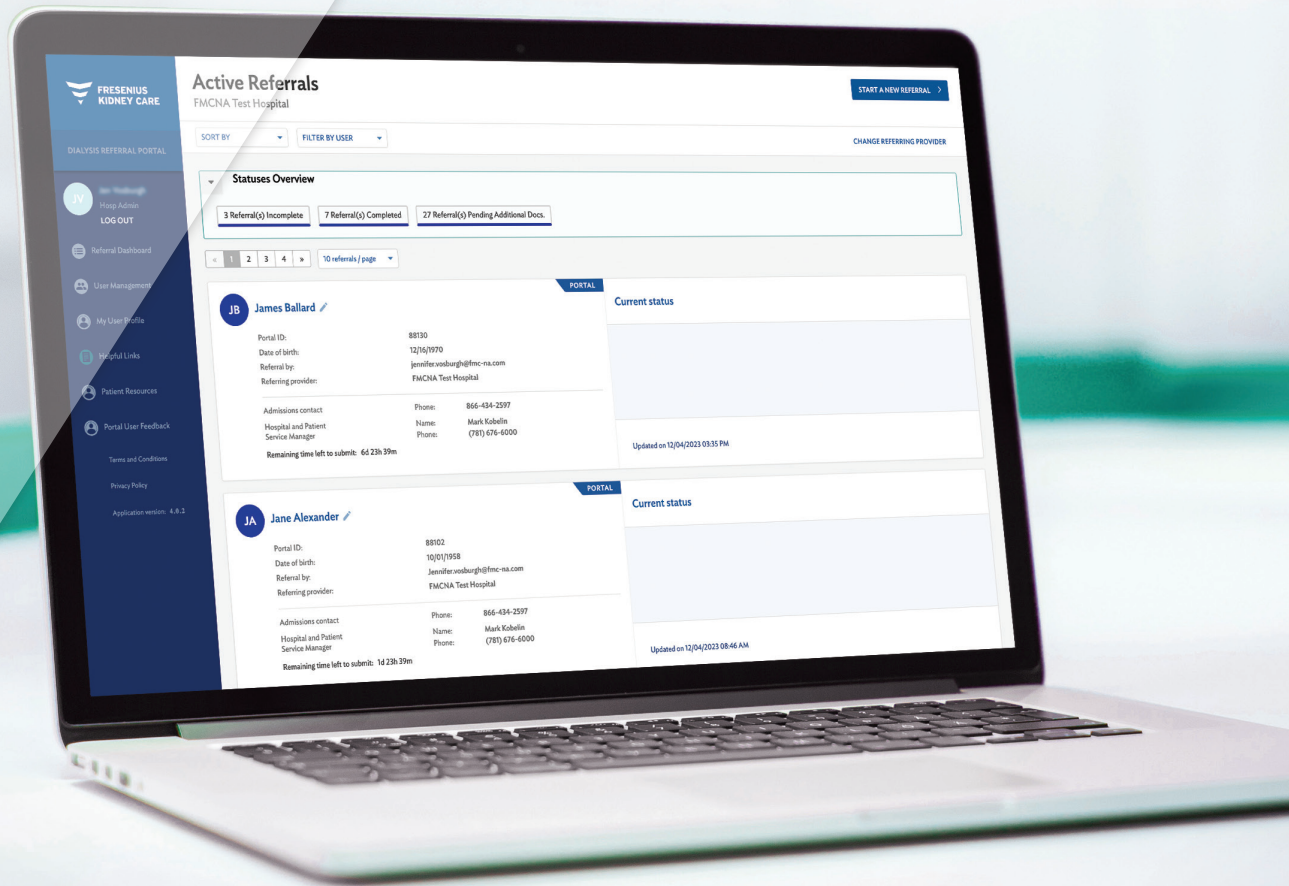 FRESENIUS
KIDNEY CARE
DIALYSIS REFERRAL PORTAL
JV
Hosp Admin
LOG OUT
Referral Dashboard
User Management
My User Profile
Helpful Links
Patient Resources
Portal User Feedback
Terms and Conditions
Privacy Policy
Application version: 4.0.2
Active Referrals
FMCNA Test Hospital
START A NEW REFERRAL >
SORT BY FILTER BY USER
CHANGE REFERRING PROVIDER
Statuses Overview
3 Referral(s) Incomplete 7 Referral(s) Completed 27 Referral(s) Pending Additional Docs.
« 1 2 3 4 » 10 referrals / page
PORTAL
JB James Ballard
Current status
Portal ID: 88130
Date of birth: 12/16/1970
Referral by: jennifer.vosburgh@fmc-na.com
Referring provider: FMCNA Test Hospital
Admissions contact Phone: 866-434-2597
Hospital and Patient Name: Mark Kobelin
Service Manager Phone: (781) 676-6000
Remaining time left to submit: 6d 23h 39m
Updated on 12/04/2023 03:35 PM
PORTAL
JA Jane Alexander
Current status
Portal ID: 88102
Date of birth: 10/01/1958
Referral by: Jennifer.vosburgh@fmc-na.com
Referring provider: FMCNA Test Hospital
Admissions contact Phone: 866-434-2597
Hospital and Patient Name: Mark Kobelin
Service Manager Phone: (781) 676-6000
Remaining time left to submit: 1d 23h 39m
Updated on 12/04/2023 08:46 AM